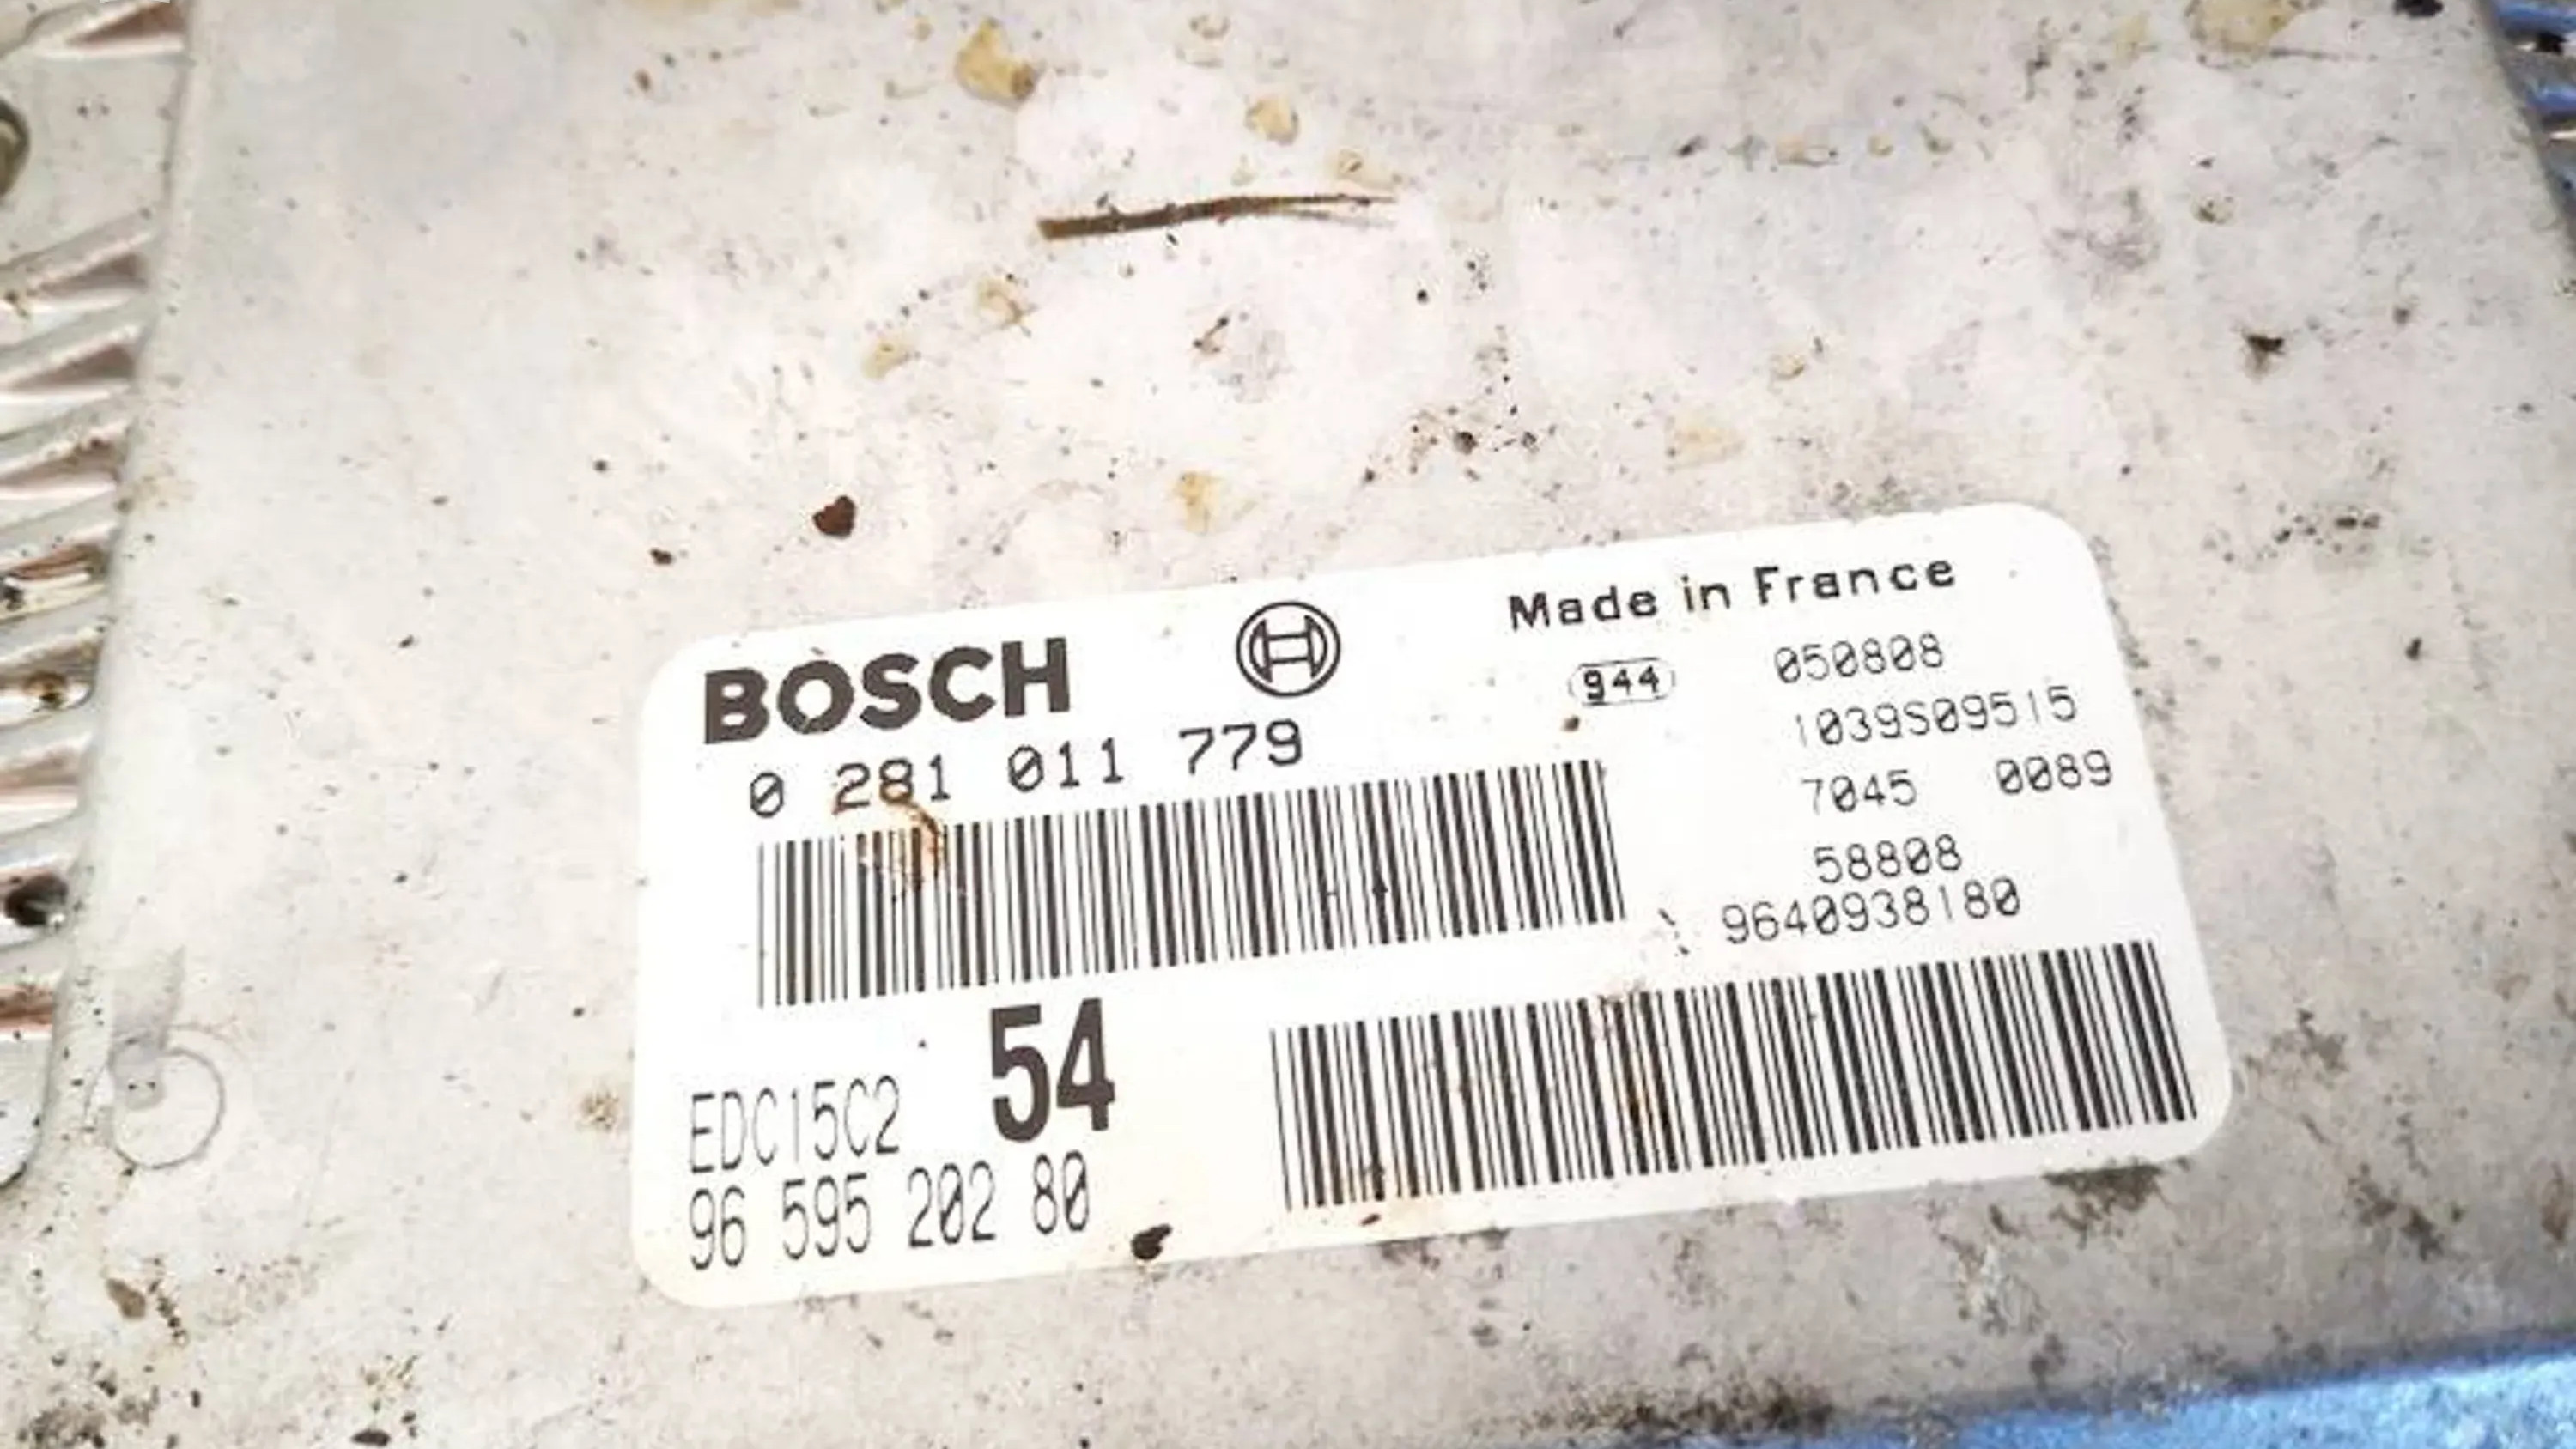 BOSCH
Made in France
0 281 011 779
944
050808
1039S09515
7045 0089
58808
9640938180
EDC15C2 54
96 595 202 80